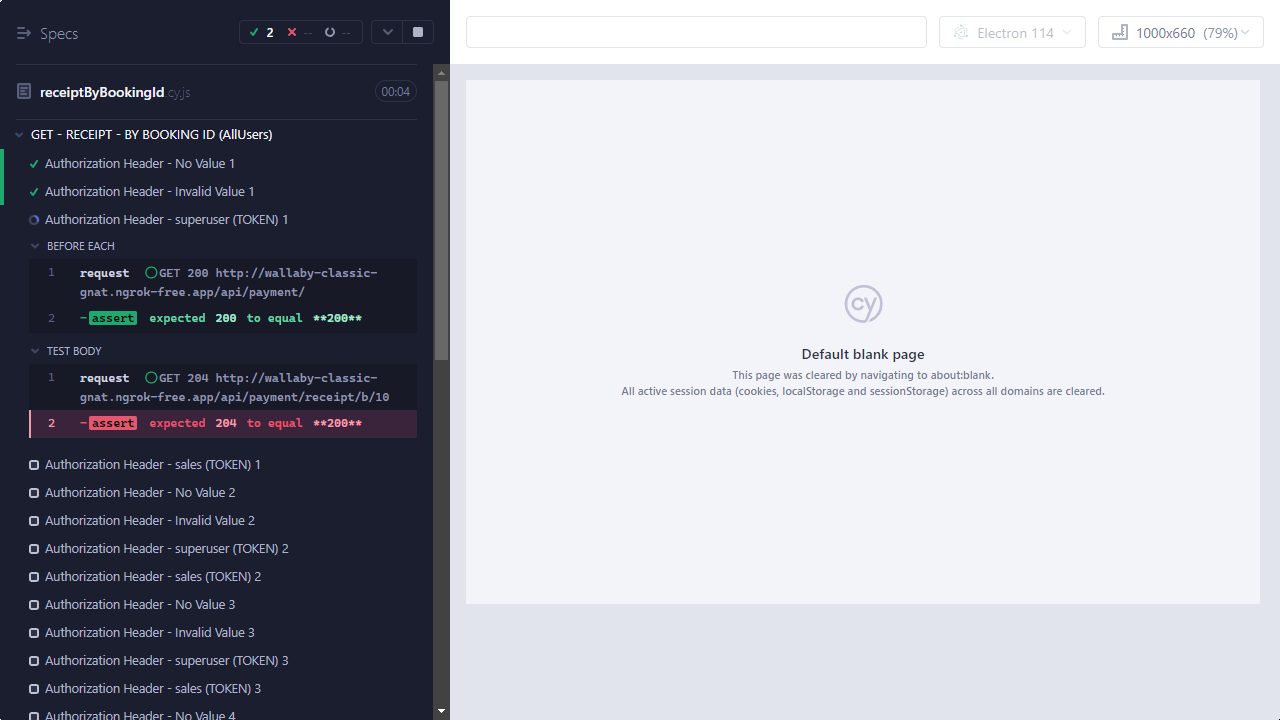 Specs
2
--
--
receiptByBookingId.cy.js
00:04
GET - RECEIPT - BY BOOKING ID (AllUsers)
Authorization Header - No Value 1
Authorization Header - Invalid Value 1
Authorization Header - superuser (TOKEN) 1
BEFORE EACH
1 request GET 200 http://wallaby-classic-
gnat.ngrok-free.app/api/payment/
2 -assert expected 200 to equal **200**
TEST BODY
1 request GET 204 http://wallaby-classic-
gnat.ngrok-free.app/api/payment/receipt/b/10
2 -assert expected 204 to equal **200**
Authorization Header - sales (TOKEN) 1
Authorization Header - No Value 2
Authorization Header - Invalid Value 2
Authorization Header - superuser (TOKEN) 2
Authorization Header - sales (TOKEN) 2
Authorization Header - No Value 3
Authorization Header - Invalid Value 3
Authorization Header - superuser (TOKEN) 3
Authorization Header - sales (TOKEN) 3
Authorization Header - No Value 4
Electron 114
1000x660 (79%)
cy
Default blank page
This page was cleared by navigating to about:blank.
All active session data (cookies, localStorage and sessionStorage) across all domains are cleared.